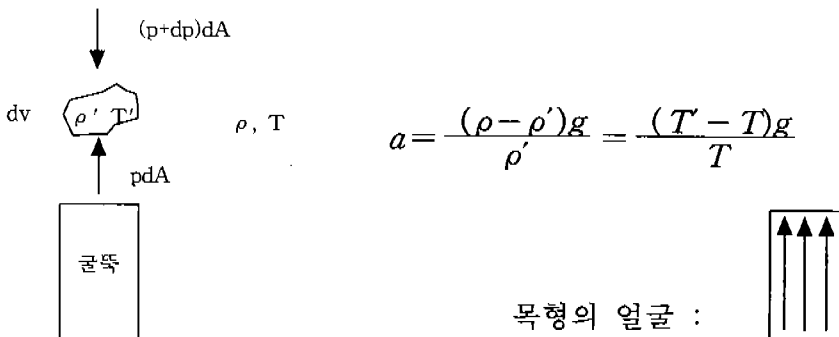 (p+dp)dA
dv
ρ' T'
ρ, T
a = (ρ−ρ')g / ρ' = (T'−T)g / T
pdA
굴뚝
목형의 얼굴 :